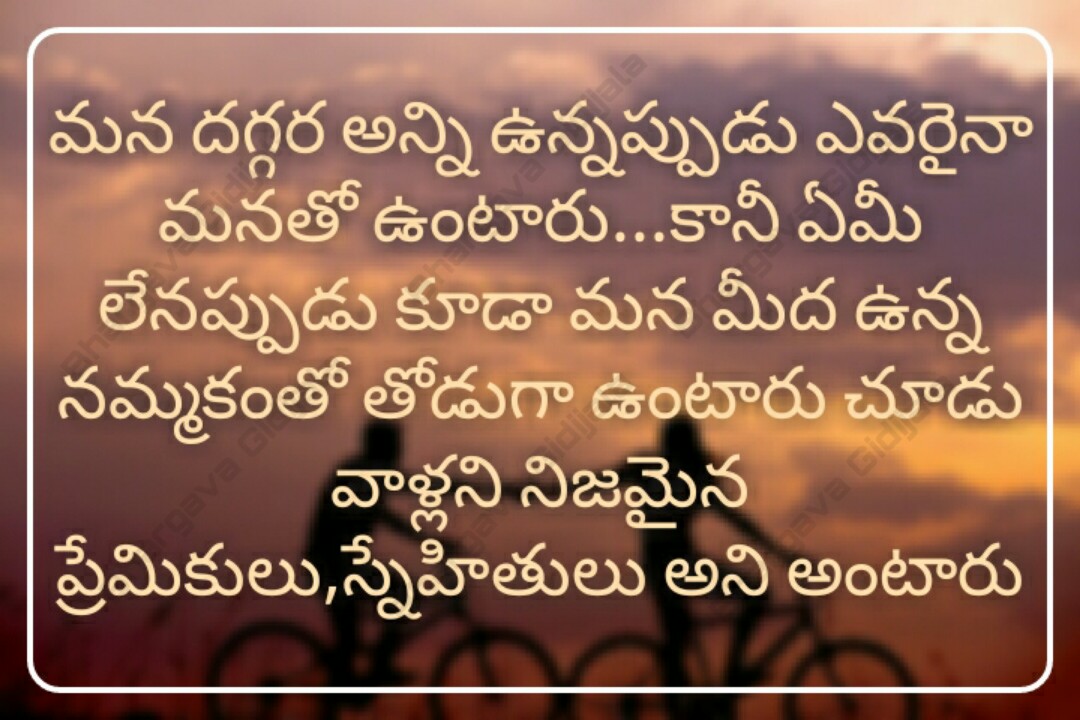 మన దగ్గర అన్ని ఉన్నప్పుడు ఎవరైనా
మనతో ఉంటారు...కానీ ఏమీ
లేనప్పుడు కూడా మన మీద ఉన్న
నమ్మకంతో తోడుగా ఉంటారు చూడు
వాళ్లని నిజమైన
ప్రేమికులు,స్నేహితులు అని అంటారు